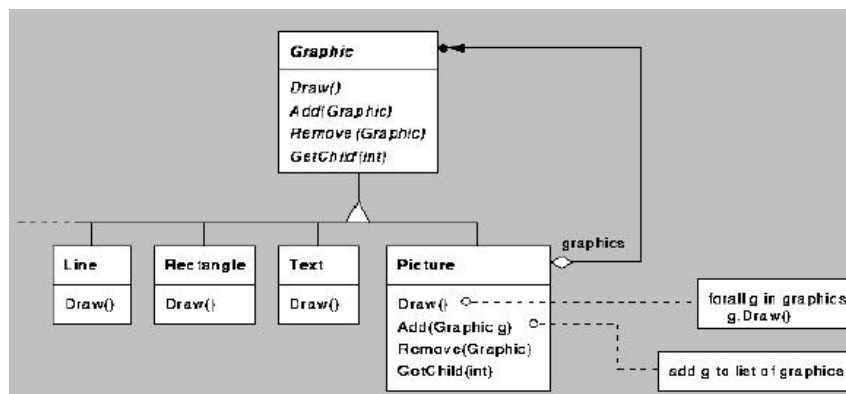 Graphic
Draw()
Add(Graphic)
Remove(Graphic)
GetChild(int)
graphics
Line
Draw()
Rectangle
Draw()
Text
Draw()
Picture
Draw()
Add(Graphic g)
Remove(Graphic)
GetChild(int)
forall g in graphics
g.Draw()
add g to list of graphics